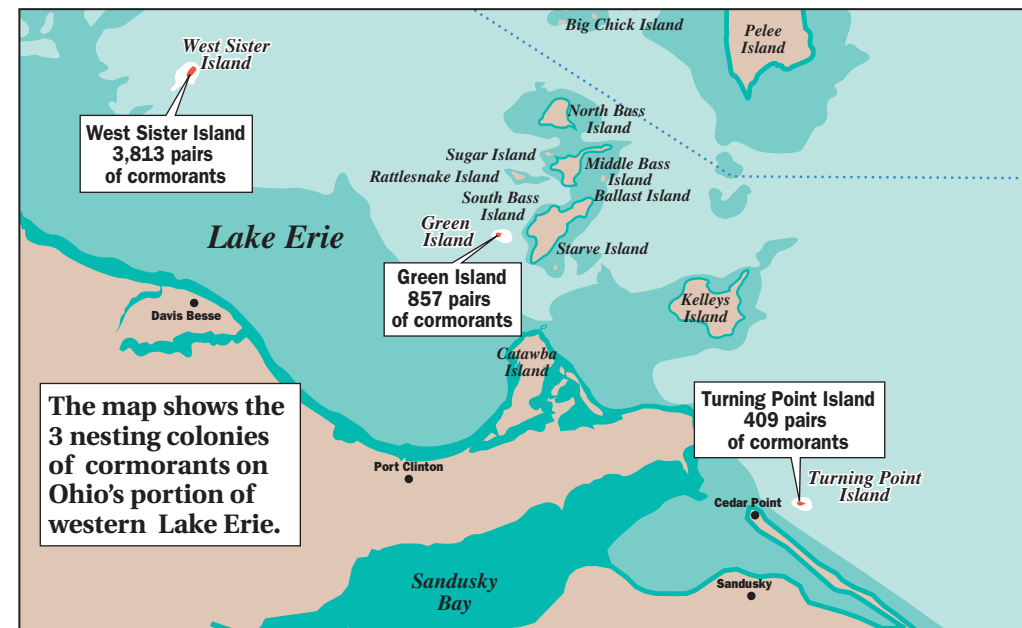 Big Chick Island
Pelee
Island
West Sister
Island
West Sister Island
3,813 pairs
of cormorants
North Bass
Island
Sugar Island
Middle Bass
Island
Rattlesnake Island
Ballast Island
South Bass
Island
Green
Island
Lake Erie
Starve Island
Green Island
857 pairs
of cormorants
Kelleys
Island
Davis Besse
Catawba
Island
The map shows the
3 nesting colonies
of cormorants on
Ohio's portion of
western Lake Erie.
Turning Point Island
409 pairs
of cormorants
Port Clinton
Turning Point
Island
Cedar Point
Sandusky
Bay
Sandusky